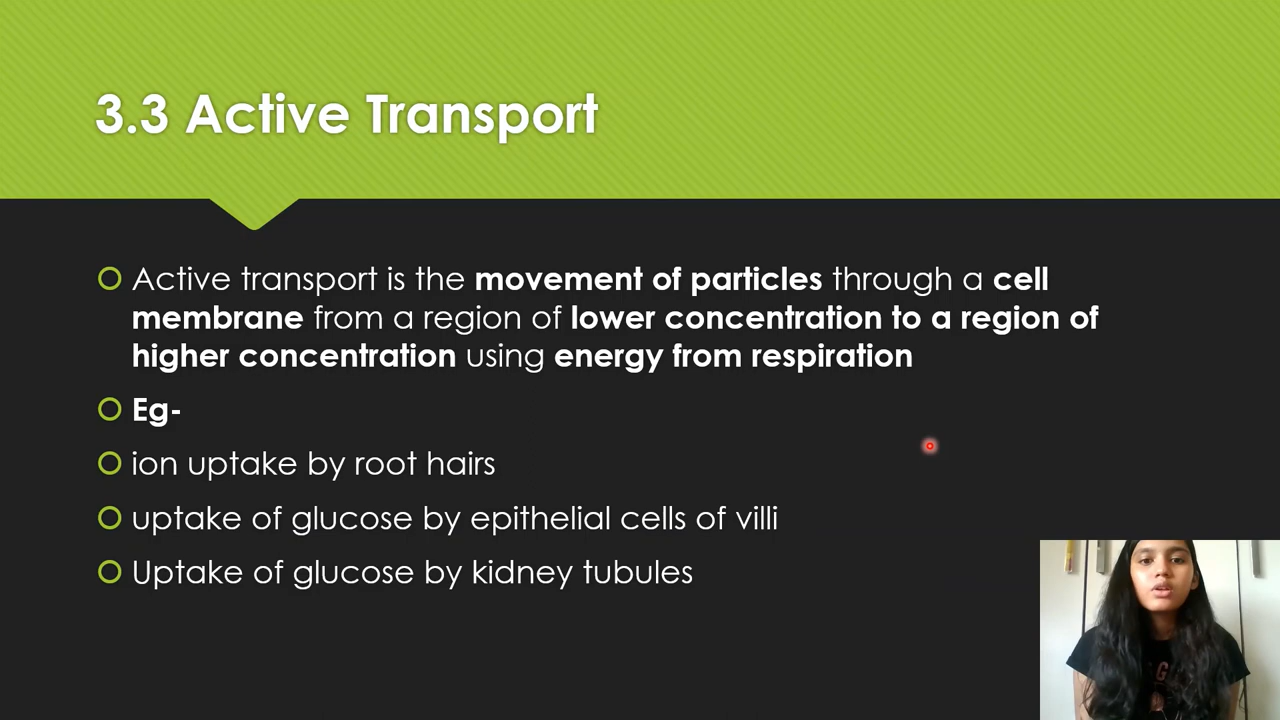 3.3 Active Transport
Active transport is the movement of particles through a cell
membrane from a region of lower concentration to a region of
higher concentration using energy from respiration
Eg-
ion uptake by root hairs
uptake of glucose by epithelial cells of villi
Uptake of glucose by kidney tubules